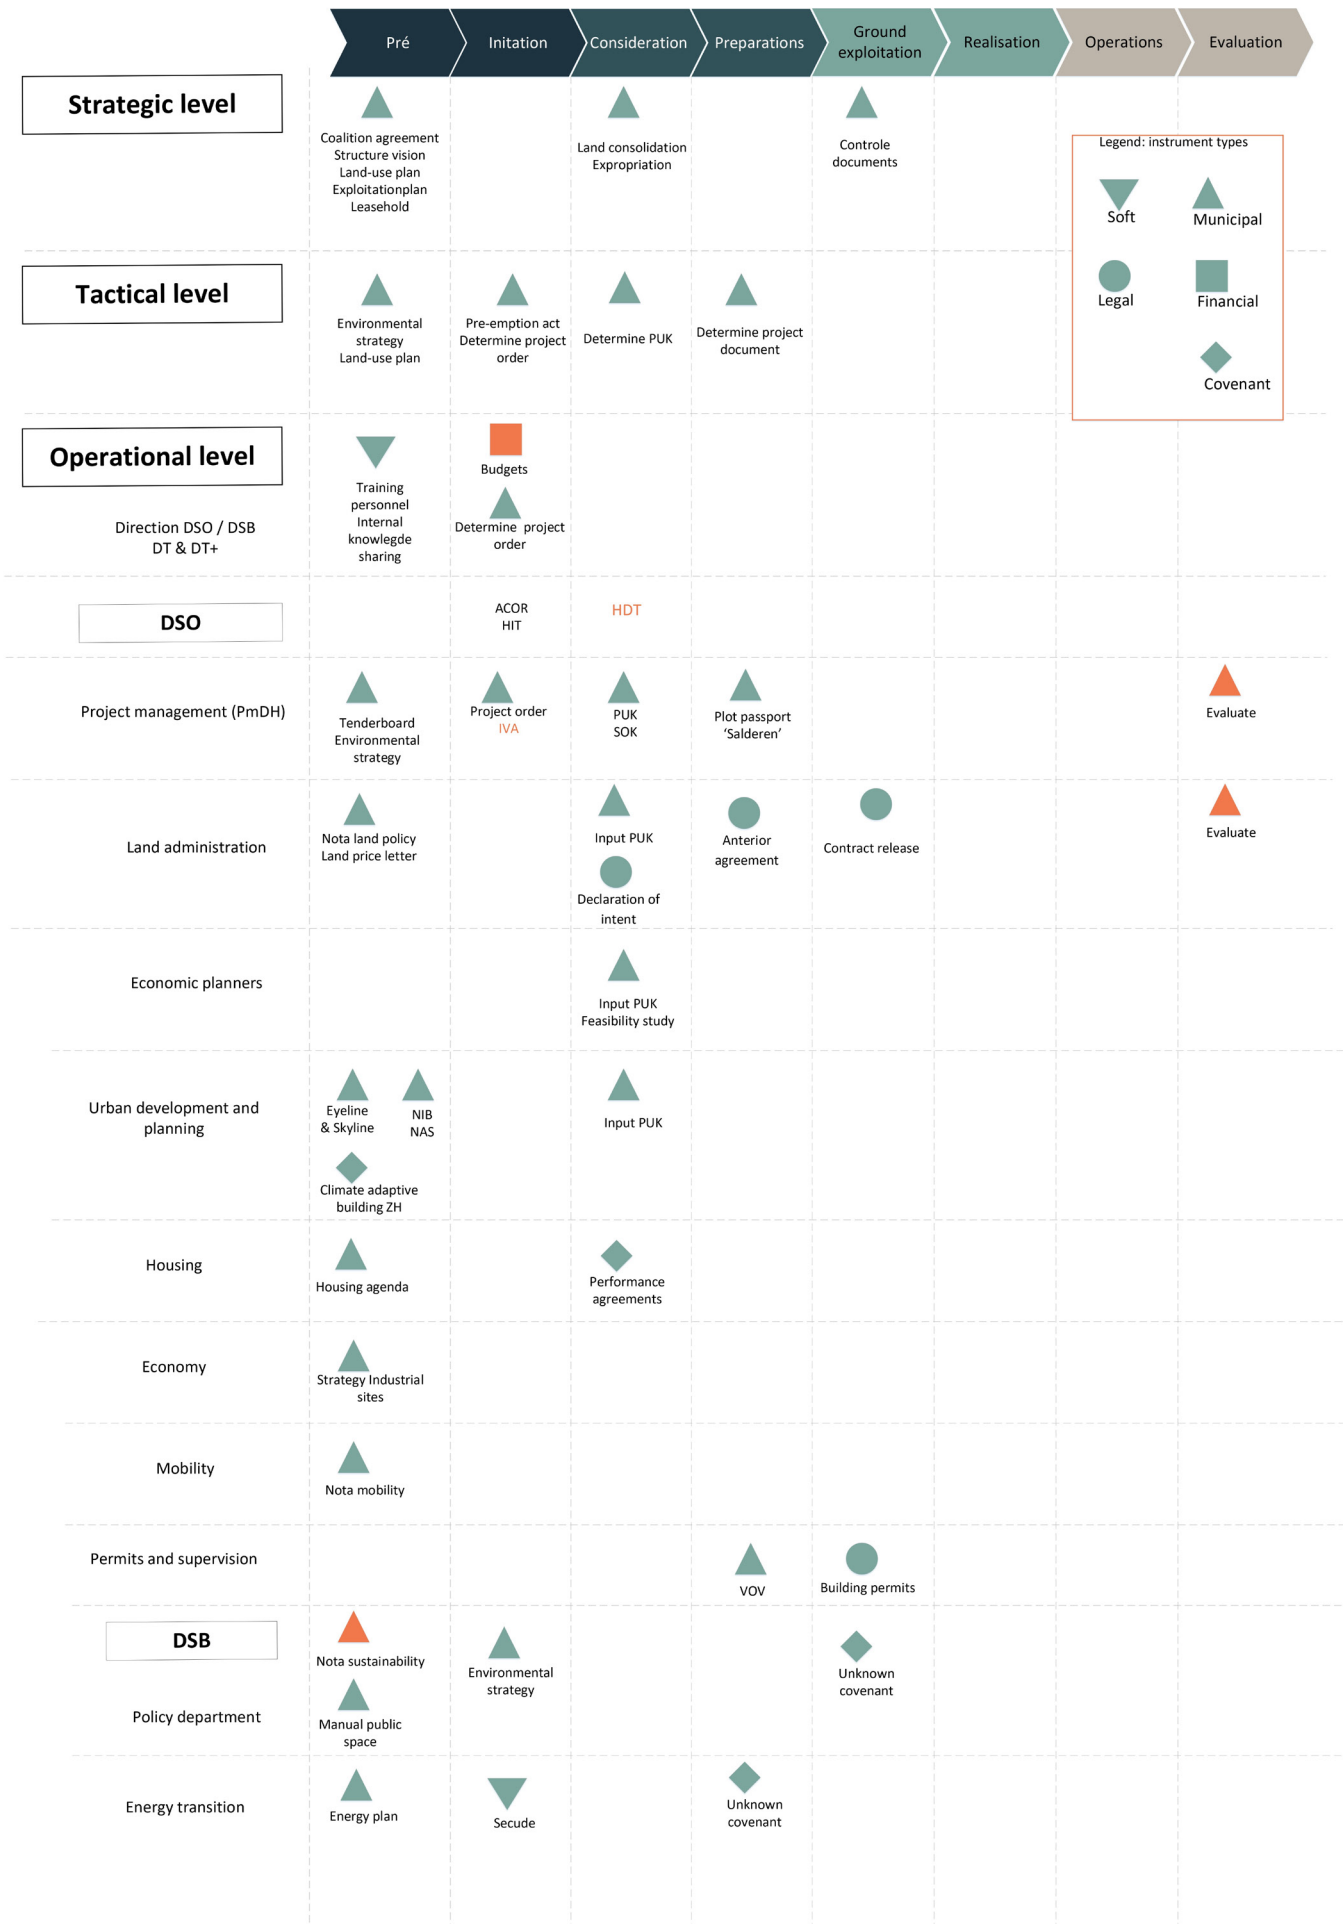 Pré
Initation
Consideration
Preparations
Ground
exploitation
Realisation
Operations
Evaluation
Strategic level
Coalition agreement
Structure vision
Land-use plan
Exploitationplan
Leasehold
Land consolidation
Expropriation
Controle
documents
Legend: instrument types
Soft
Municipal
Legal
Financial
Covenant
Tactical level
Environmental
strategy
Land-use plan
Pre-emption act
Determine project
order
Determine PUK
Determine project
document
Operational level
Direction DSO / DSB
DT & DT+
Training
personnel
Internal
knowlegde
sharing
Budgets
Determine project
order
DSO
ACOR
HIT
HDT
Project management (PmDH)
Tenderboard
Environmental
strategy
Project order
IVA
PUK
SOK
Plot passport
‘Salderen’
Evaluate
Land administration
Nota land policy
Land price letter
Input PUK
Declaration of
intent
Anterior
agreement
Contract release
Evaluate
Economic planners
Input PUK
Feasibility study
Urban development and
planning
Eyeline
& Skyline
NIB
NAS
Climate adaptive
building ZH
Input PUK
Housing
Housing agenda
Performance
agreements
Economy
Strategy Industrial
sites
Mobility
Nota mobility
Permits and supervision
VOV
Building permits
DSB
Policy department
Nota sustainability
Manual public
space
Environmental
strategy
Unknown
covenant
Energy transition
Energy plan
Secude
Unknown
covenant